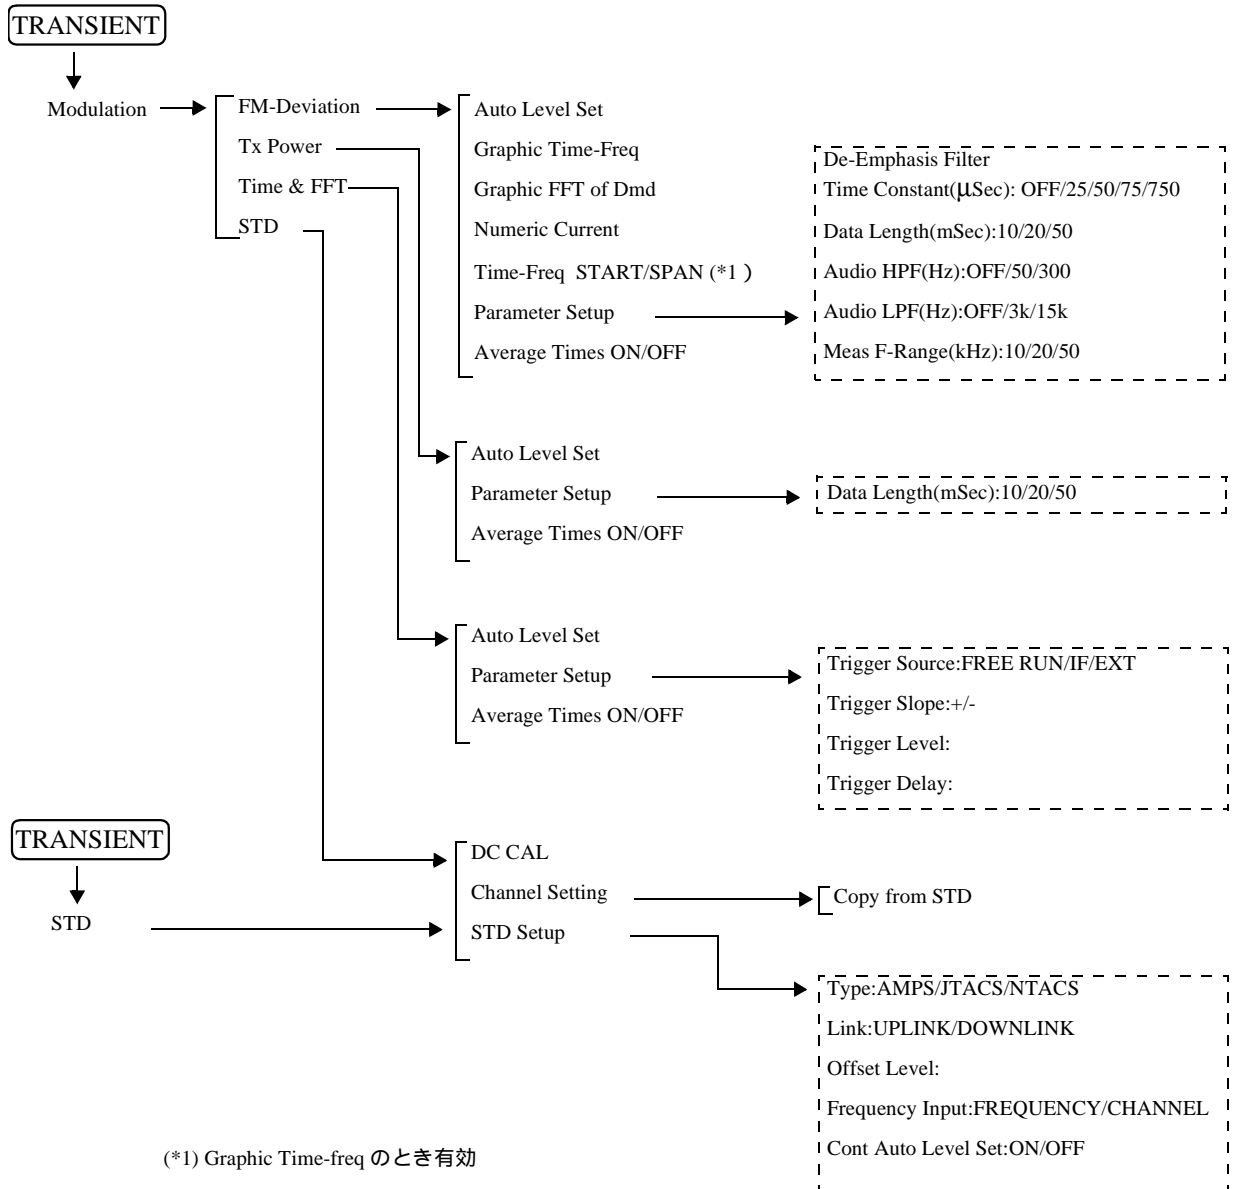 TRANSIENT
Modulation
FM-Deviation
Tx Power
Time & FFT
STD
Auto Level Set
Graphic Time-Freq
Graphic FFT of Dmd
Numeric Current
Time-Freq START/SPAN (*1 )
Parameter Setup
Average Times ON/OFF
De-Emphasis Filter
Time Constant(μSec): OFF/25/50/75/750
Data Length(mSec):10/20/50
Audio HPF(Hz):OFF/50/300
Audio LPF(Hz):OFF/3k/15k
Meas F-Range(kHz):10/20/50
Auto Level Set
Parameter Setup
Average Times ON/OFF
Data Length(mSec):10/20/50
Auto Level Set
Parameter Setup
Average Times ON/OFF
Trigger Source:FREE RUN/IF/EXT
Trigger Slope:+/-
Trigger Level:
Trigger Delay:
TRANSIENT
STD
DC CAL
Channel Setting
STD Setup
Copy from STD
Type:AMPS/JTACS/NTACS
Link:UPLINK/DOWNLINK
Offset Level:
Frequency Input:FREQUENCY/CHANNEL
Cont Auto Level Set:ON/OFF
(*1) Graphic Time-freq のとき有効